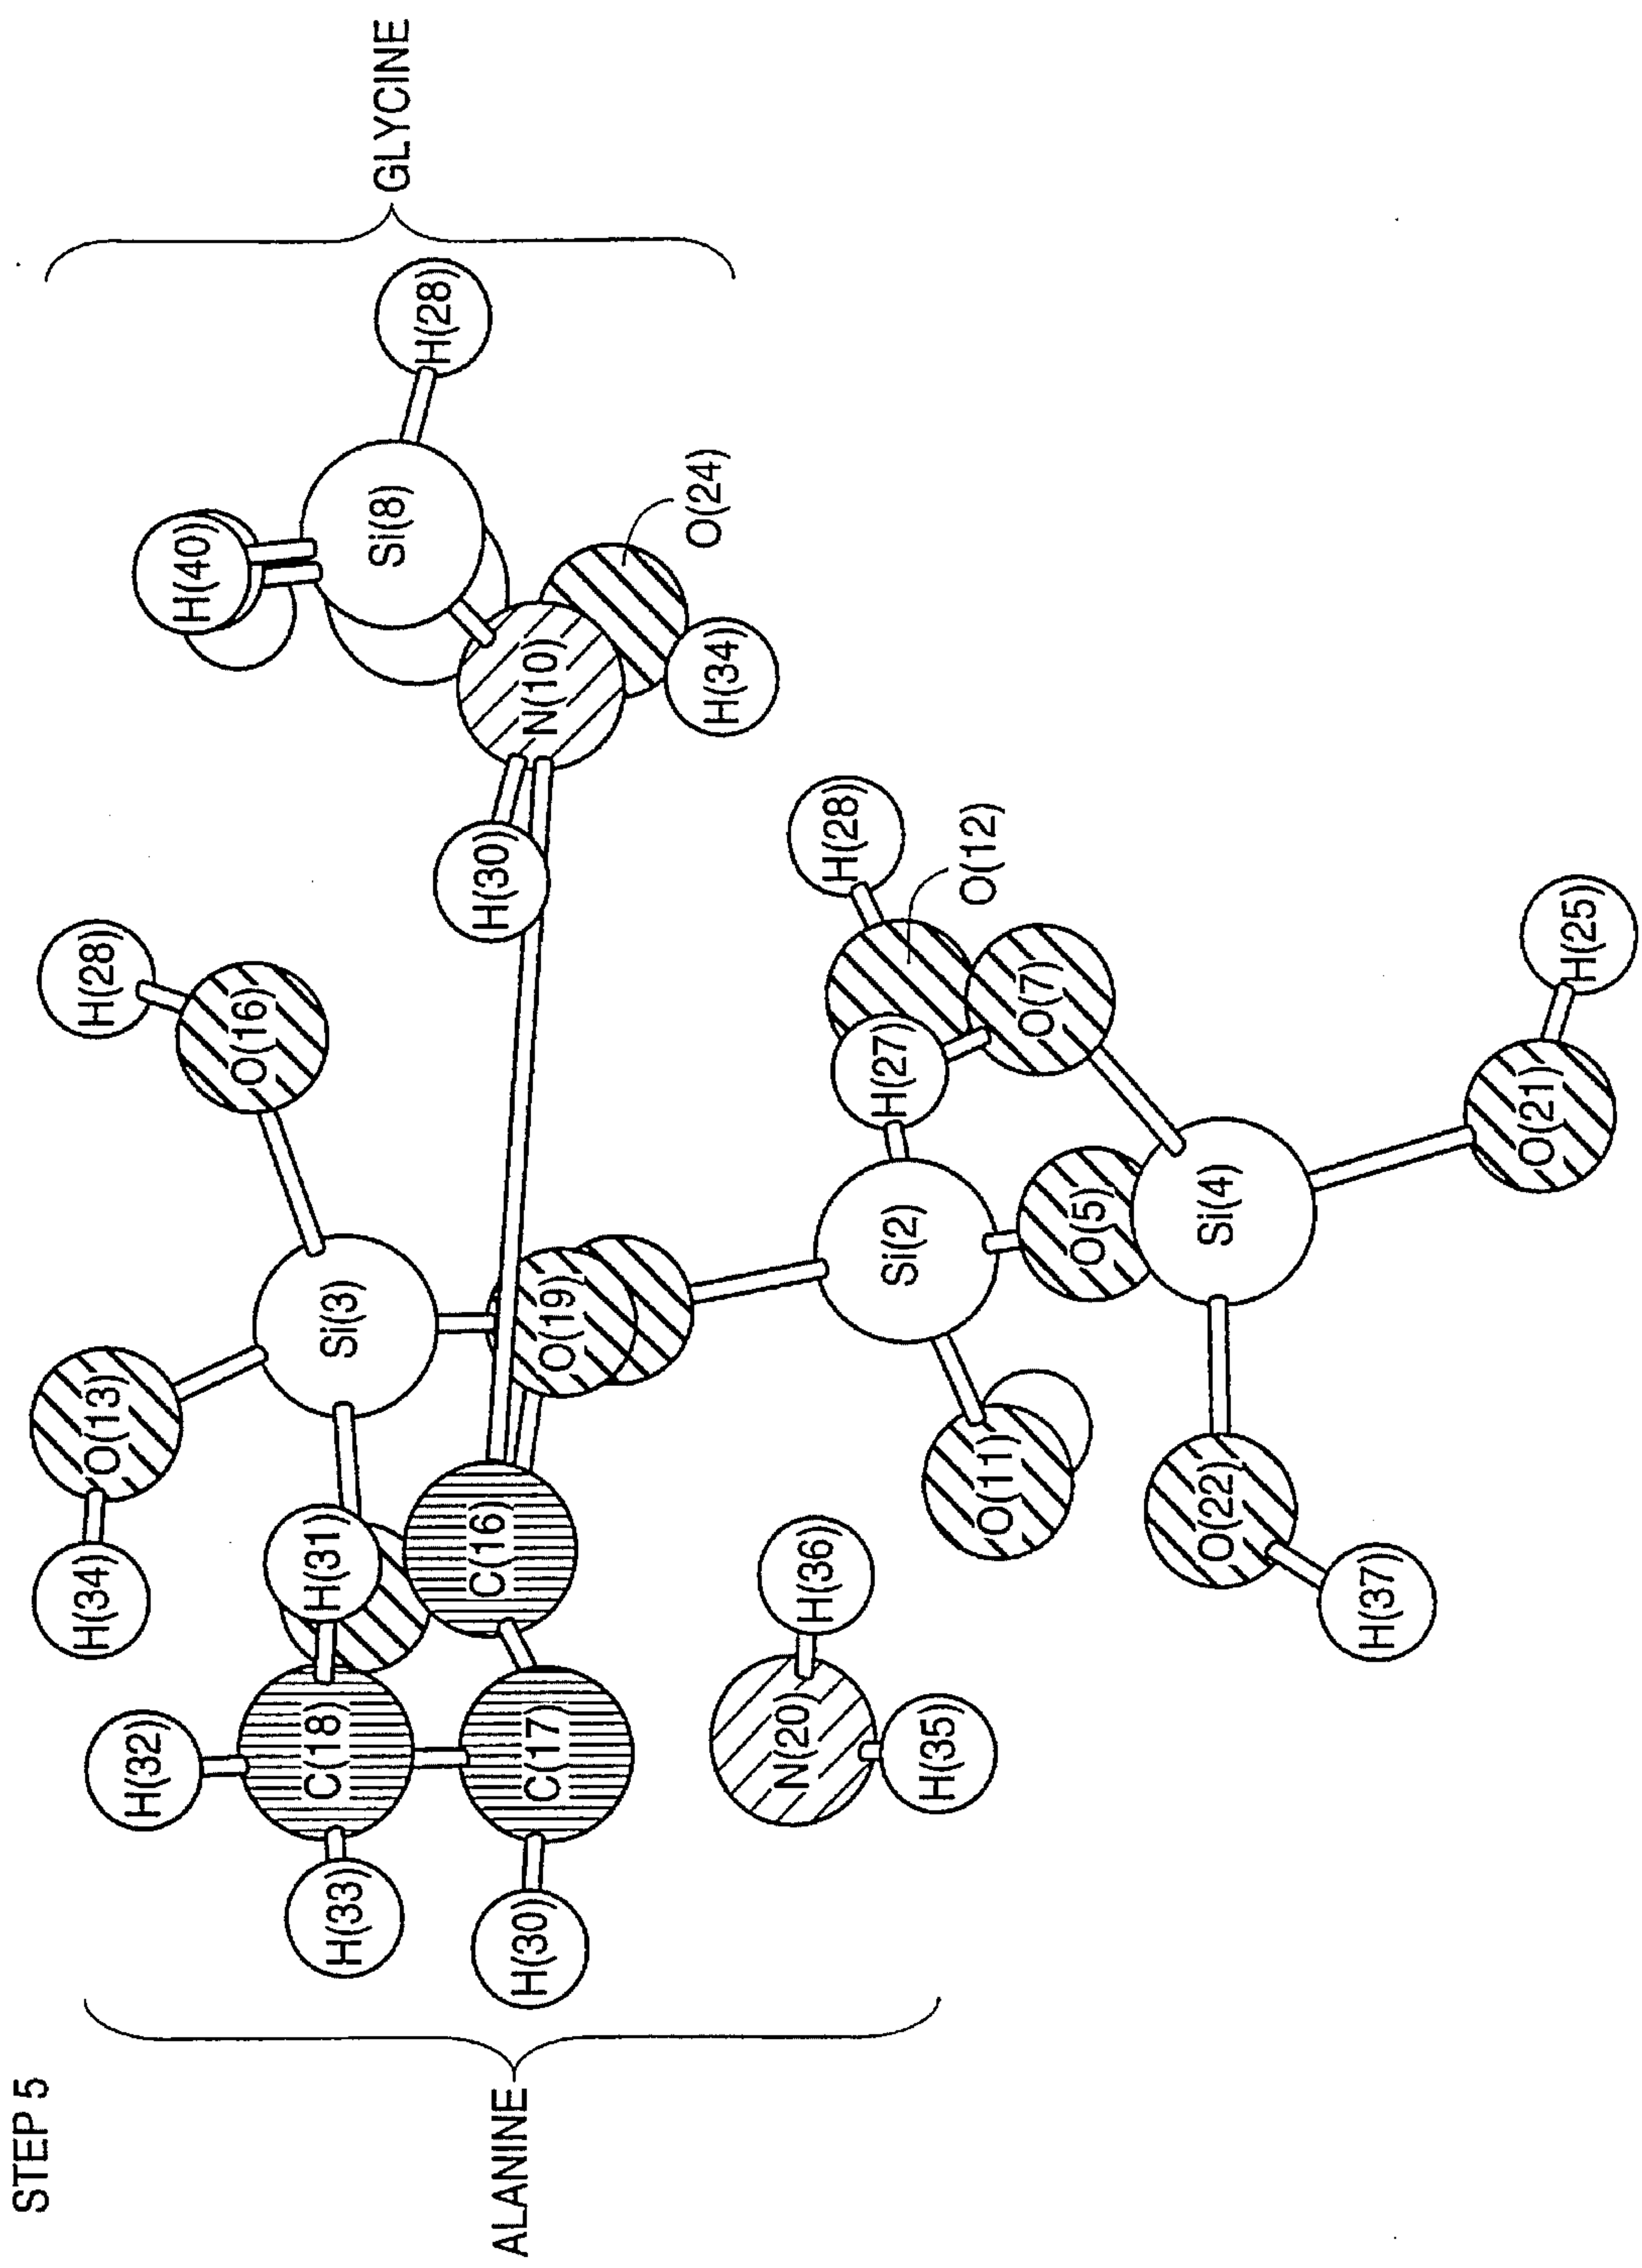 STEP 5
H(34)
O(13)
H(28)
H(32)
H(40)
O(16)
C(18)
H(31)
Si(3)
H(33)
Si(8)
GLYCINE
H(28)
C(16)
H(30)
ALANINE
H(30)
C(17)
O(19)
N(10)
O(24)
H(34)
N(20)
H(36)
H(28)
H(27)
Si(2)
H(35)
O(12)
O(11)
O(7)
O(5)
O(22)
Si(4)
H(37)
O(21)
H(25)